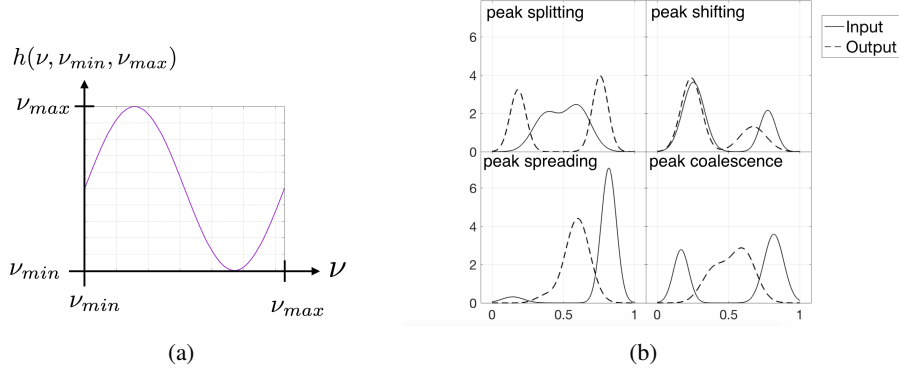 h(ν, ν_min, ν_max)
ν_max
ν_min
ν
ν_min
ν_max
(a)
peak splitting
peak shifting
Input
Output
6
4
2
0
peak spreading
peak coalescence
6
4
2
0
0 0.5 1
0 0.5 1
(b)